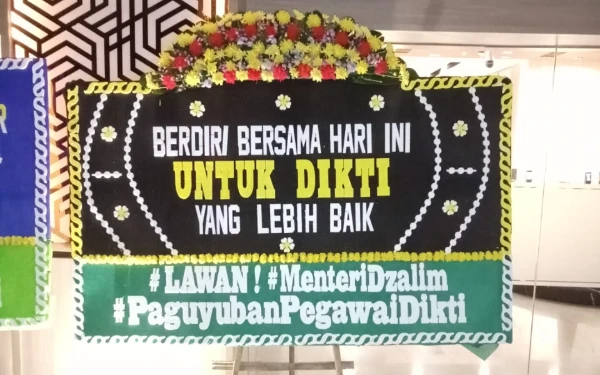 BERDIRI BERSAMA HARI INI
UNTUK DIKTI
YANG LEBIH BAIK
#LAWAN! #MenteriDzalim
#PaguyubanPegawaiDikti